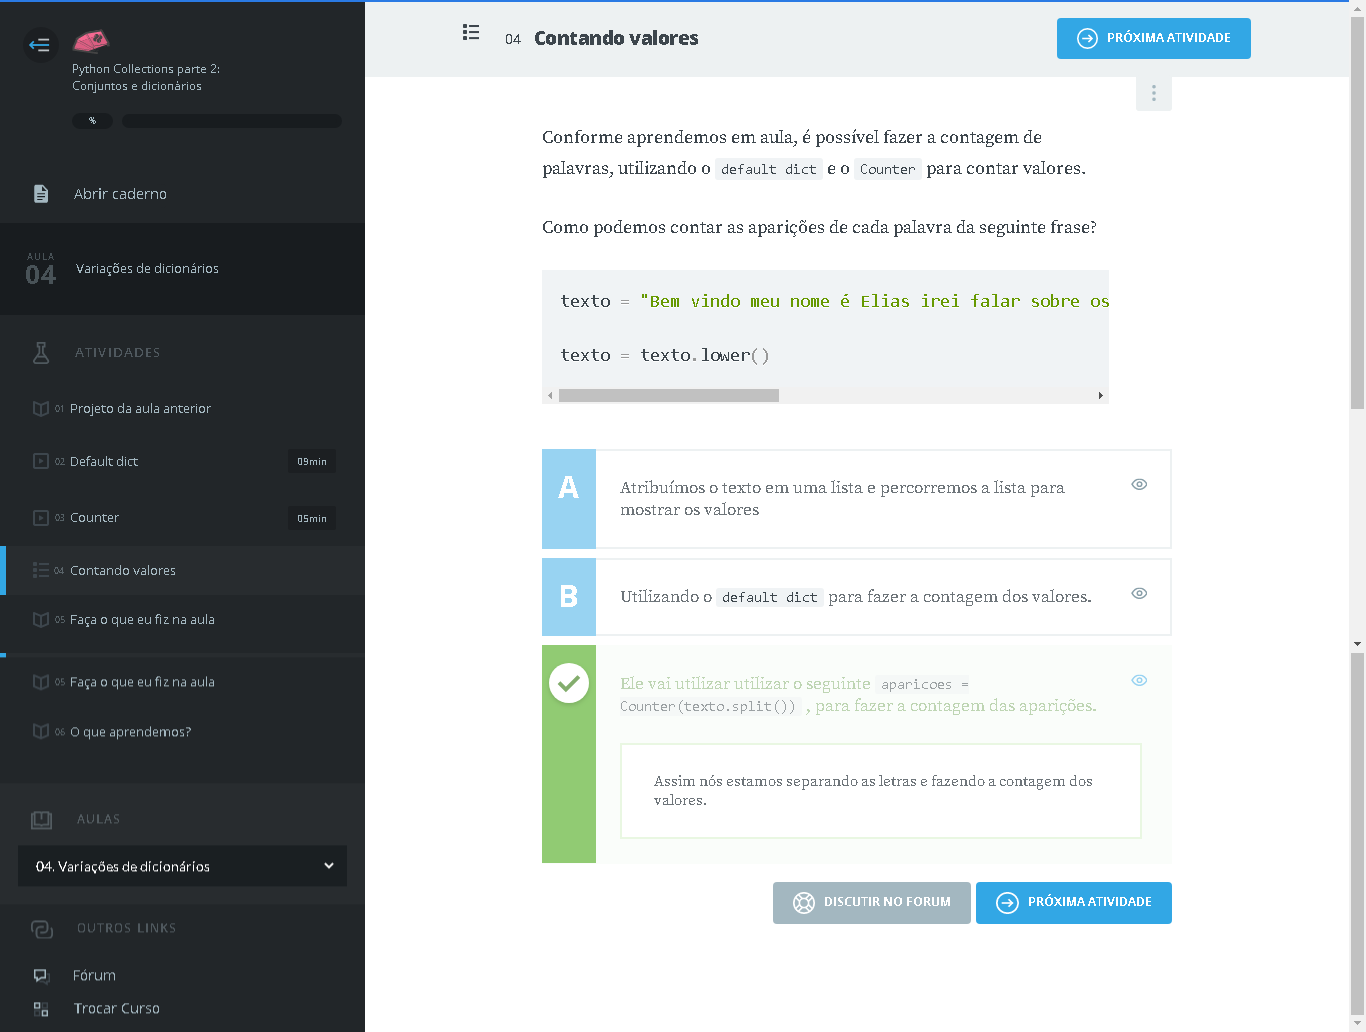 Python Collections parte 2:
Conjuntos e dicionários
%
Abrir caderno
AULA
04
Variações de dicionários
ATIVIDADES
01 Projeto da aula anterior
02 Default dict 09min
03 Counter 05min
04 Contando valores
05 Faça o que eu fiz na aula
05 Faça o que eu fiz na aula
06 O que aprendemos?
AULAS
04. Variações de dicionários
OUTROS LINKS
Fórum
Trocar Curso
04 Contando valores
PRÓXIMA ATIVIDADE
Conforme aprendemos em aula, é possível fazer a contagem de
palavras, utilizando o default dict e o Counter para contar valores.
Como podemos contar as aparições de cada palavra da seguinte frase?
texto = "Bem vindo meu nome é Elias irei falar sobre os
texto = texto.lower()
A
Atribuímos o texto em uma lista e percorremos a lista para
mostrar os valores
B
Utilizando o default dict para fazer a contagem dos valores.
Ele vai utilizar utilizar o seguinte aparicoes =
Counter(texto.split()) , para fazer a contagem das aparições.
Assim nós estamos separando as letras e fazendo a contagem dos
valores.
DISCUTIR NO FORUM
PRÓXIMA ATIVIDADE